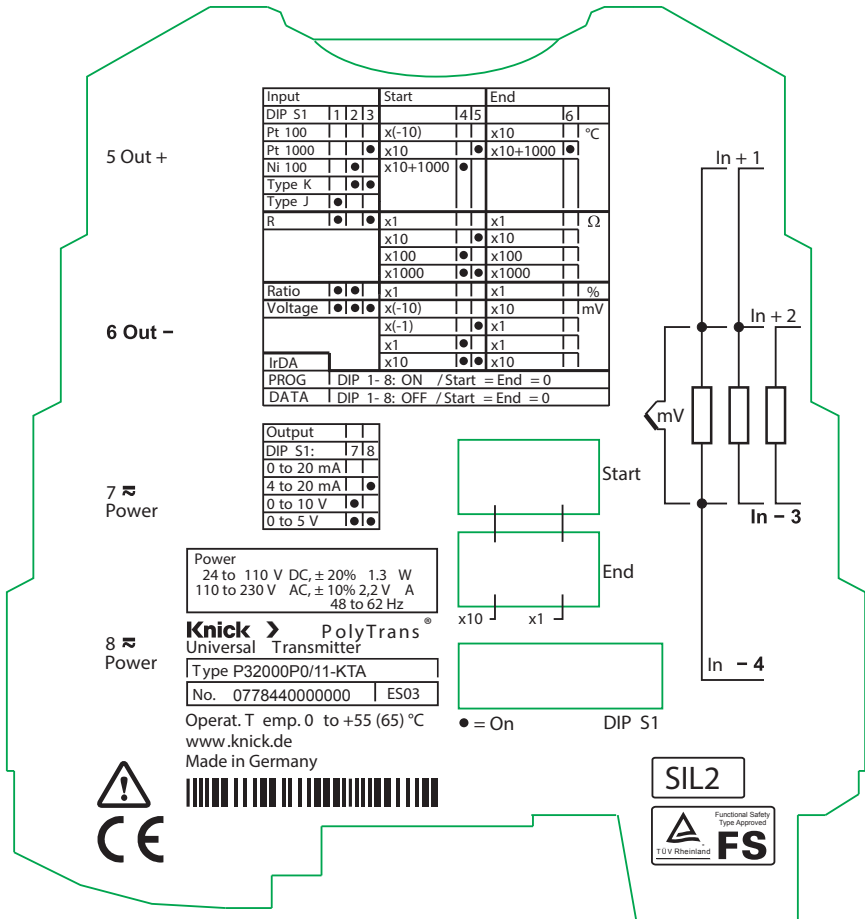 Input Start End
DIP S1 1 2 3 4 5 6
Pt 100 x(-10) x10 °C
Pt 1000 ● x10 ● x10+1000 ●
Ni 100 ● x10+1000 ●
Type K ● ●
Type J ●
R ● ● x1 x1 Ω
x10 ● x10
x100 ● x100
x1000 ● ● x1000
Ratio ● ● x1 x1 %
Voltage ● ● ● x(-10) x10 mV
x(-1) ● x1
x1 ● x1
IrDA x10 ● ● x10
PROG DIP 1- 8: ON / Start = End = 0
DATA DIP 1- 8: OFF / Start = End = 0
5 Out +
6 Out −
7 ≂
Power
8 ≂
Power
Output
DIP S1: 7 8
0 to 20 mA
4 to 20 mA ●
0 to 10 V ●
0 to 5 V ● ●
Start
End
x10 x1
In + 1
In + 2
mV
In − 3
In − 4
Power
24 to 110 V DC, ± 20% 1.3 W
110 to 230 V AC, ± 10% 2,2 V A
48 to 62 Hz
Knick > PolyTrans ®
Universal Transmitter
Type P32000P0/11-KTA
No. 0778440000000 ES03
Operat. T emp. 0 to +55 (65) °C
www.knick.de
Made in Germany
● = On DIP S1
CE
SIL2
TÜV Rheinland
Functional Safety
Type Approved
FS